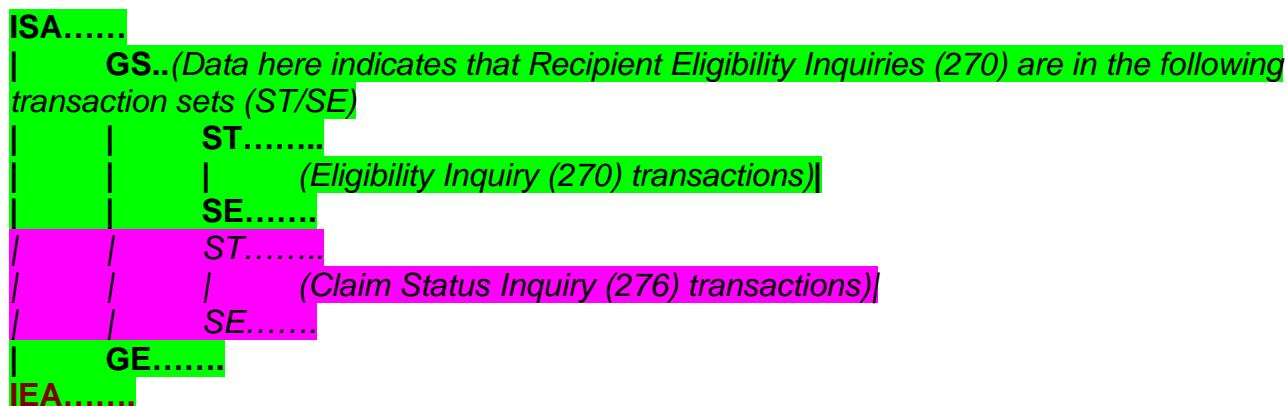 ISA……
| GS..(Data here indicates that Recipient Eligibility Inquiries (270) are in the following
transaction sets (ST/SE)
| | ST……..
| | | (Eligibility Inquiry (270) transactions)|
| | SE…….
| | ST……..
| | | (Claim Status Inquiry (276) transactions)|
| | SE…….
| GE…….
IEA…….